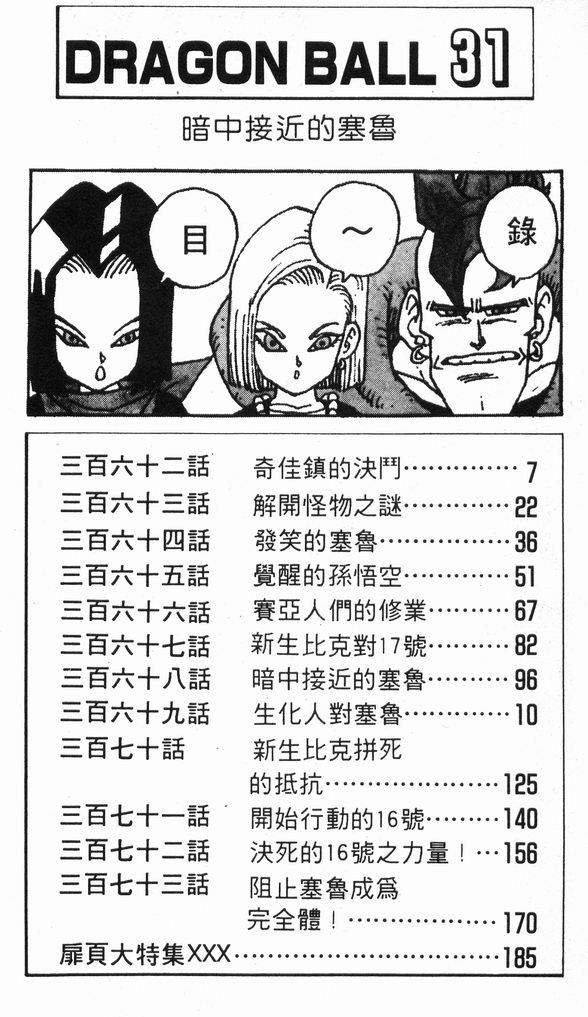 DRAGON BALL 31
暗中接近的塞魯
目 ～ 錄
三百六十二話 奇佳鎮的決鬥⋯⋯⋯⋯⋯ 7
三百六十三話 解開怪物之謎⋯⋯⋯⋯⋯22
三百六十四話 發笑的塞魯⋯⋯⋯⋯⋯⋯36
三百六十五話 覺醒的孫悟空⋯⋯⋯⋯⋯51
三百六十六話 賽亞人們的修業⋯⋯⋯⋯67
三百六十七話 新生比克對17號⋯⋯⋯⋯82
三百六十八話 暗中接近的塞魯⋯⋯⋯⋯96
三百六十九話 生化人對塞魯⋯⋯⋯⋯⋯10
三百七十話 新生比克拼死
的抵抗⋯⋯⋯⋯⋯⋯⋯⋯125
三百七十一話 開始行動的16號⋯⋯⋯⋯140
三百七十二話 決死的16號之力量！⋯156
三百七十三話 阻止塞魯成爲
完全體！⋯⋯⋯⋯⋯⋯⋯170
扉頁大特集XXX⋯⋯⋯⋯⋯⋯⋯⋯⋯⋯185